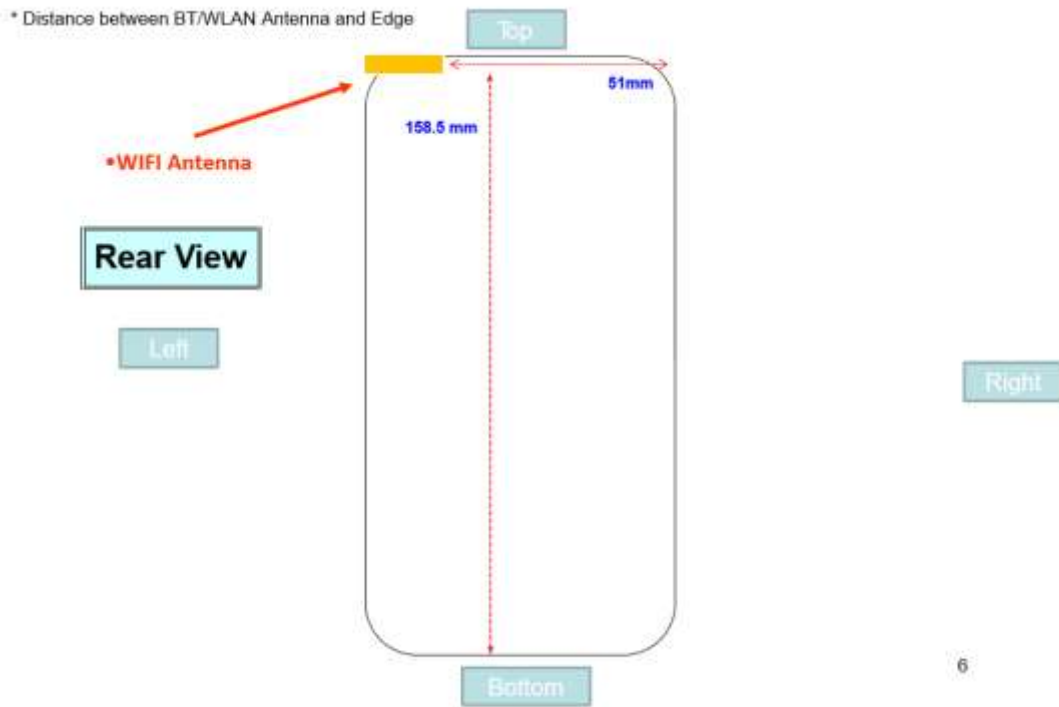 * Distance between BT/WLAN Antenna and Edge
Top
51mm
158.5 mm
•WIFI Antenna
Rear View
Left
Right
6
Bottom